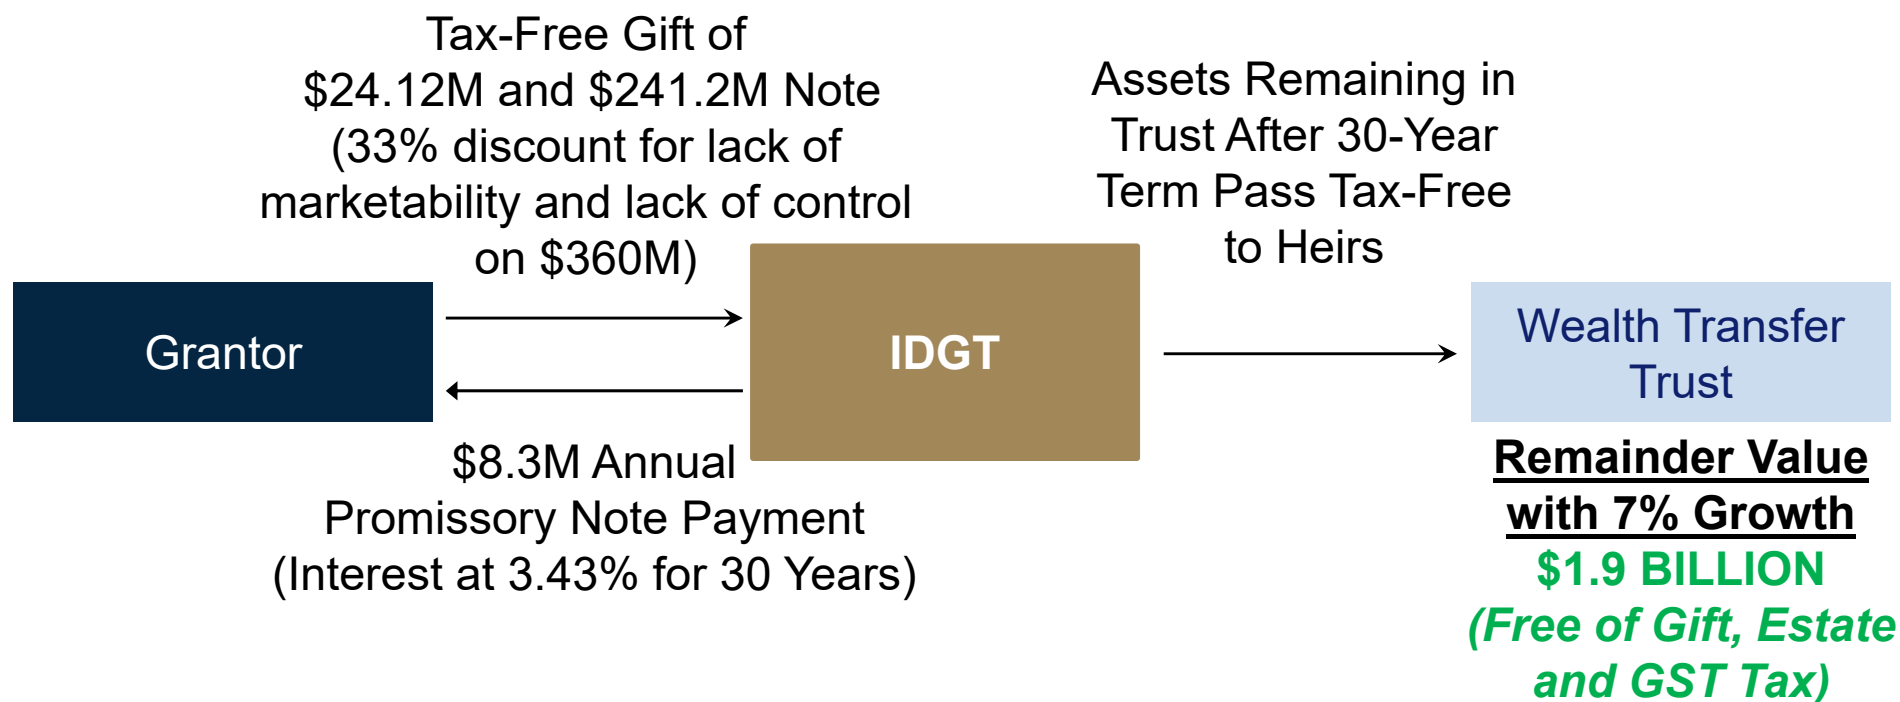 Tax-Free Gift of
$24.12M and $241.2M Note
(33% discount for lack of
marketability and lack of control
on $360M)
Assets Remaining in
Trust After 30-Year
Term Pass Tax-Free
to Heirs
Grantor
IDGT
Wealth Transfer
Trust
$8.3M Annual
Promissory Note Payment
(Interest at 3.43% for 30 Years)
Remainder Value
with 7% Growth
$1.9 BILLION
(Free of Gift, Estate
and GST Tax)